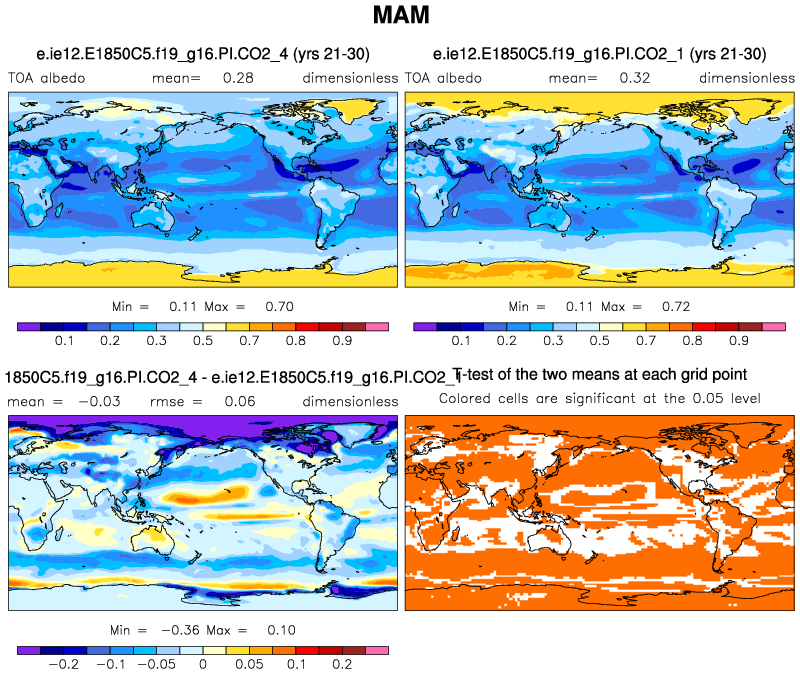 MAM
e.ie12.E1850C5.f19_g16.PI.CO2_4 (yrs 21-30)
TOA albedo mean= 0.28 dimensionless
Min = 0.11 Max = 0.70
0.1 0.2 0.3 0.5 0.7 0.8 0.9
e.ie12.E1850C5.f19_g16.PI.CO2_1 (yrs 21-30)
TOA albedo mean= 0.32 dimensionless
Min = 0.11 Max = 0.72
0.1 0.2 0.3 0.5 0.7 0.8 0.9
1850C5.f19_g16.PI.CO2_4 - e.ie12.E1850C5.f19_g16.PI.CO2_1
mean = −0.03 rmse = 0.06 dimensionless
Min = −0.36 Max = 0.10
−0.2 −0.1 −0.05 0 0.05 0.1 0.2
T-test of the two means at each grid point
Colored cells are significant at the 0.05 level